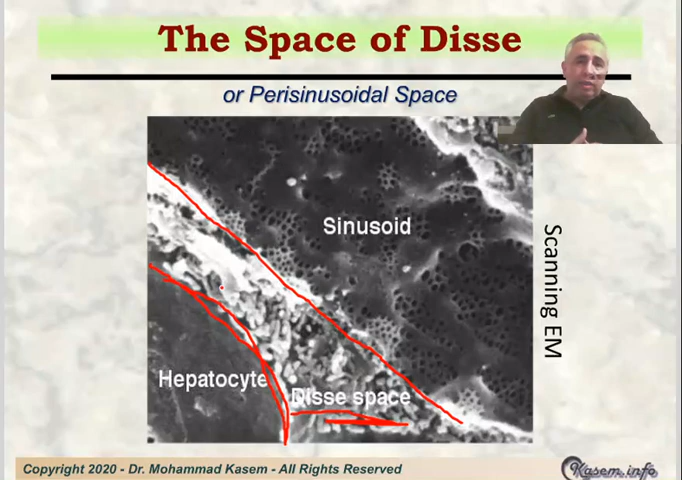 The Space of Disse
or Perisinusoidal Space
Sinusoid
Scanning EM
Hepatocyte
Disse space
Copyright 2020 - Dr. Mohammad Kasem - All Rights Reserved
Kasem.info